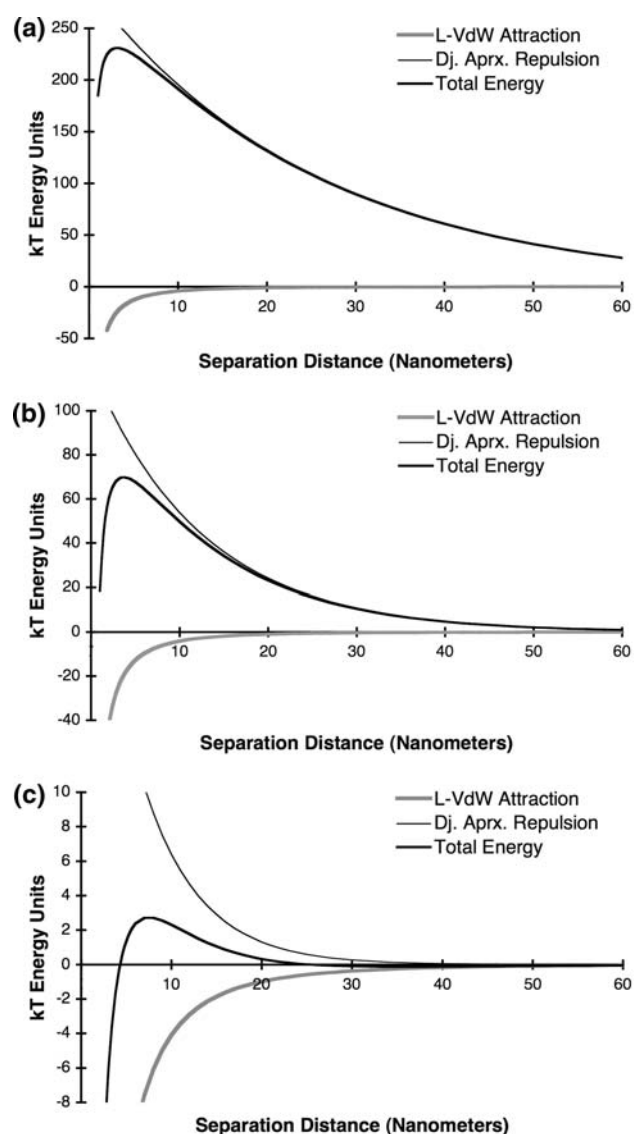 (a)
250
200
150
100
50
0
-50
kT Energy Units
L-VdW Attraction
Dj. Aprx. Repulsion
Total Energy
10 20 30 40 50 60
Separation Distance (Nanometers)
(b)
100
80
60
40
20
0
-20
-40
kT Energy Units
L-VdW Attraction
Dj. Aprx. Repulsion
Total Energy
10 20 30 40 50 60
Separation Distance (Nanometers)
(c)
10
8
6
4
2
0
-2
-4
-6
-8
kT Energy Units
L-VdW Attraction
Dj. Aprx. Repulsion
Total Energy
10 20 30 40 50 60
Separation Distance (Nanometers)